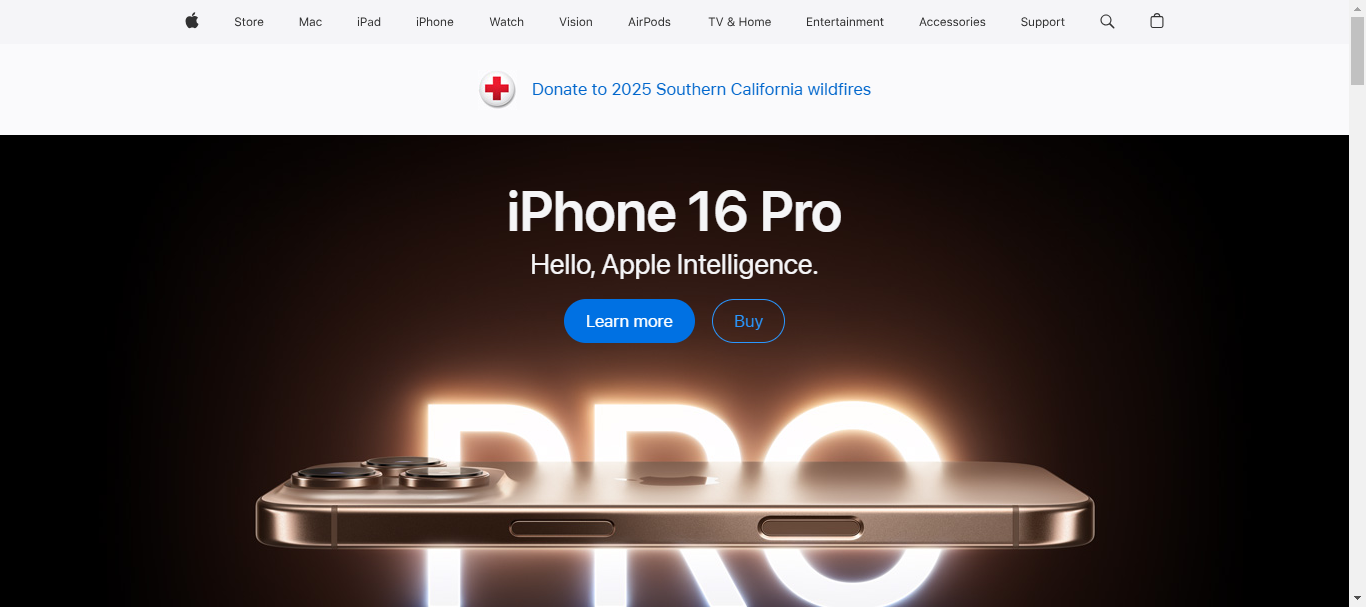 Store Mac iPad iPhone Watch Vision AirPods TV & Home Entertainment Accessories Support
Donate to 2025 Southern California wildfires
iPhone 16 Pro
Hello, Apple Intelligence.
Learn more Buy
PRO